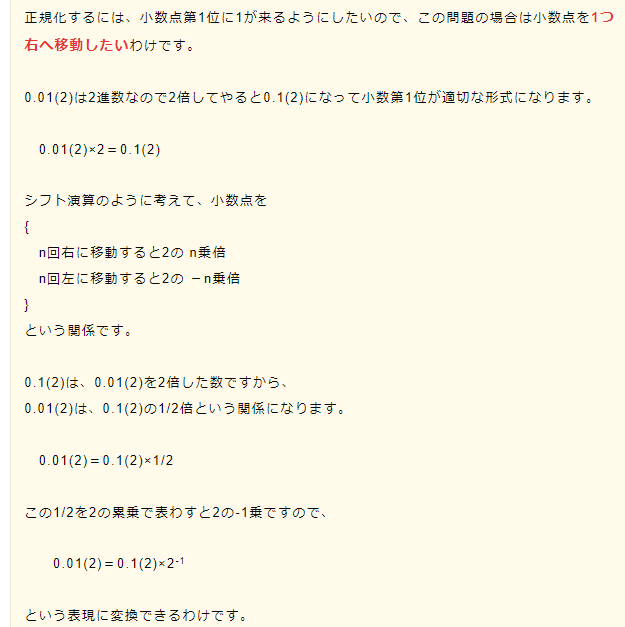 正規化するには、小数点第1位に1が来るようにしたいので、この問題の場合は小数点を1つ
右へ移動したいわけです。
0.01(2)は2進数なので2倍してやると0.1(2)になって小数第1位が適切な形式になります。
0.01(2)×2＝0.1(2)
シフト演算のように考えて、小数点を
{
n回右に移動すると2の n乗倍
n回左に移動すると2の －n乗倍
}
という関係です。
0.1(2)は、0.01(2)を2倍した数ですから、
0.01(2)は、0.1(2)の1/2倍という関係になります。
0.01(2)＝0.1(2)×1/2
この1/2を2の累乗で表わすと2の-1乗ですので、
0.01(2)＝0.1(2)×2⁻¹
という表現に変換できるわけです。